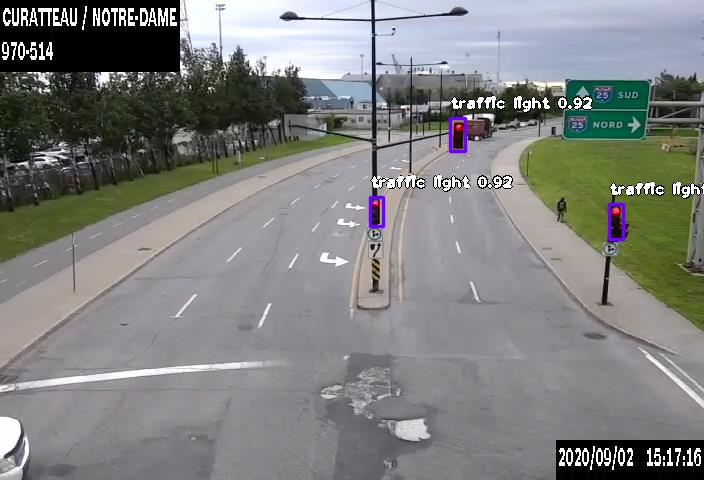 CURATTEAU / NOTRE-DAME
970-514
traffic light 0.92
25 SUD
25 NORD
traffic light 0.92
traffic light
2020/09/02 15:17:16